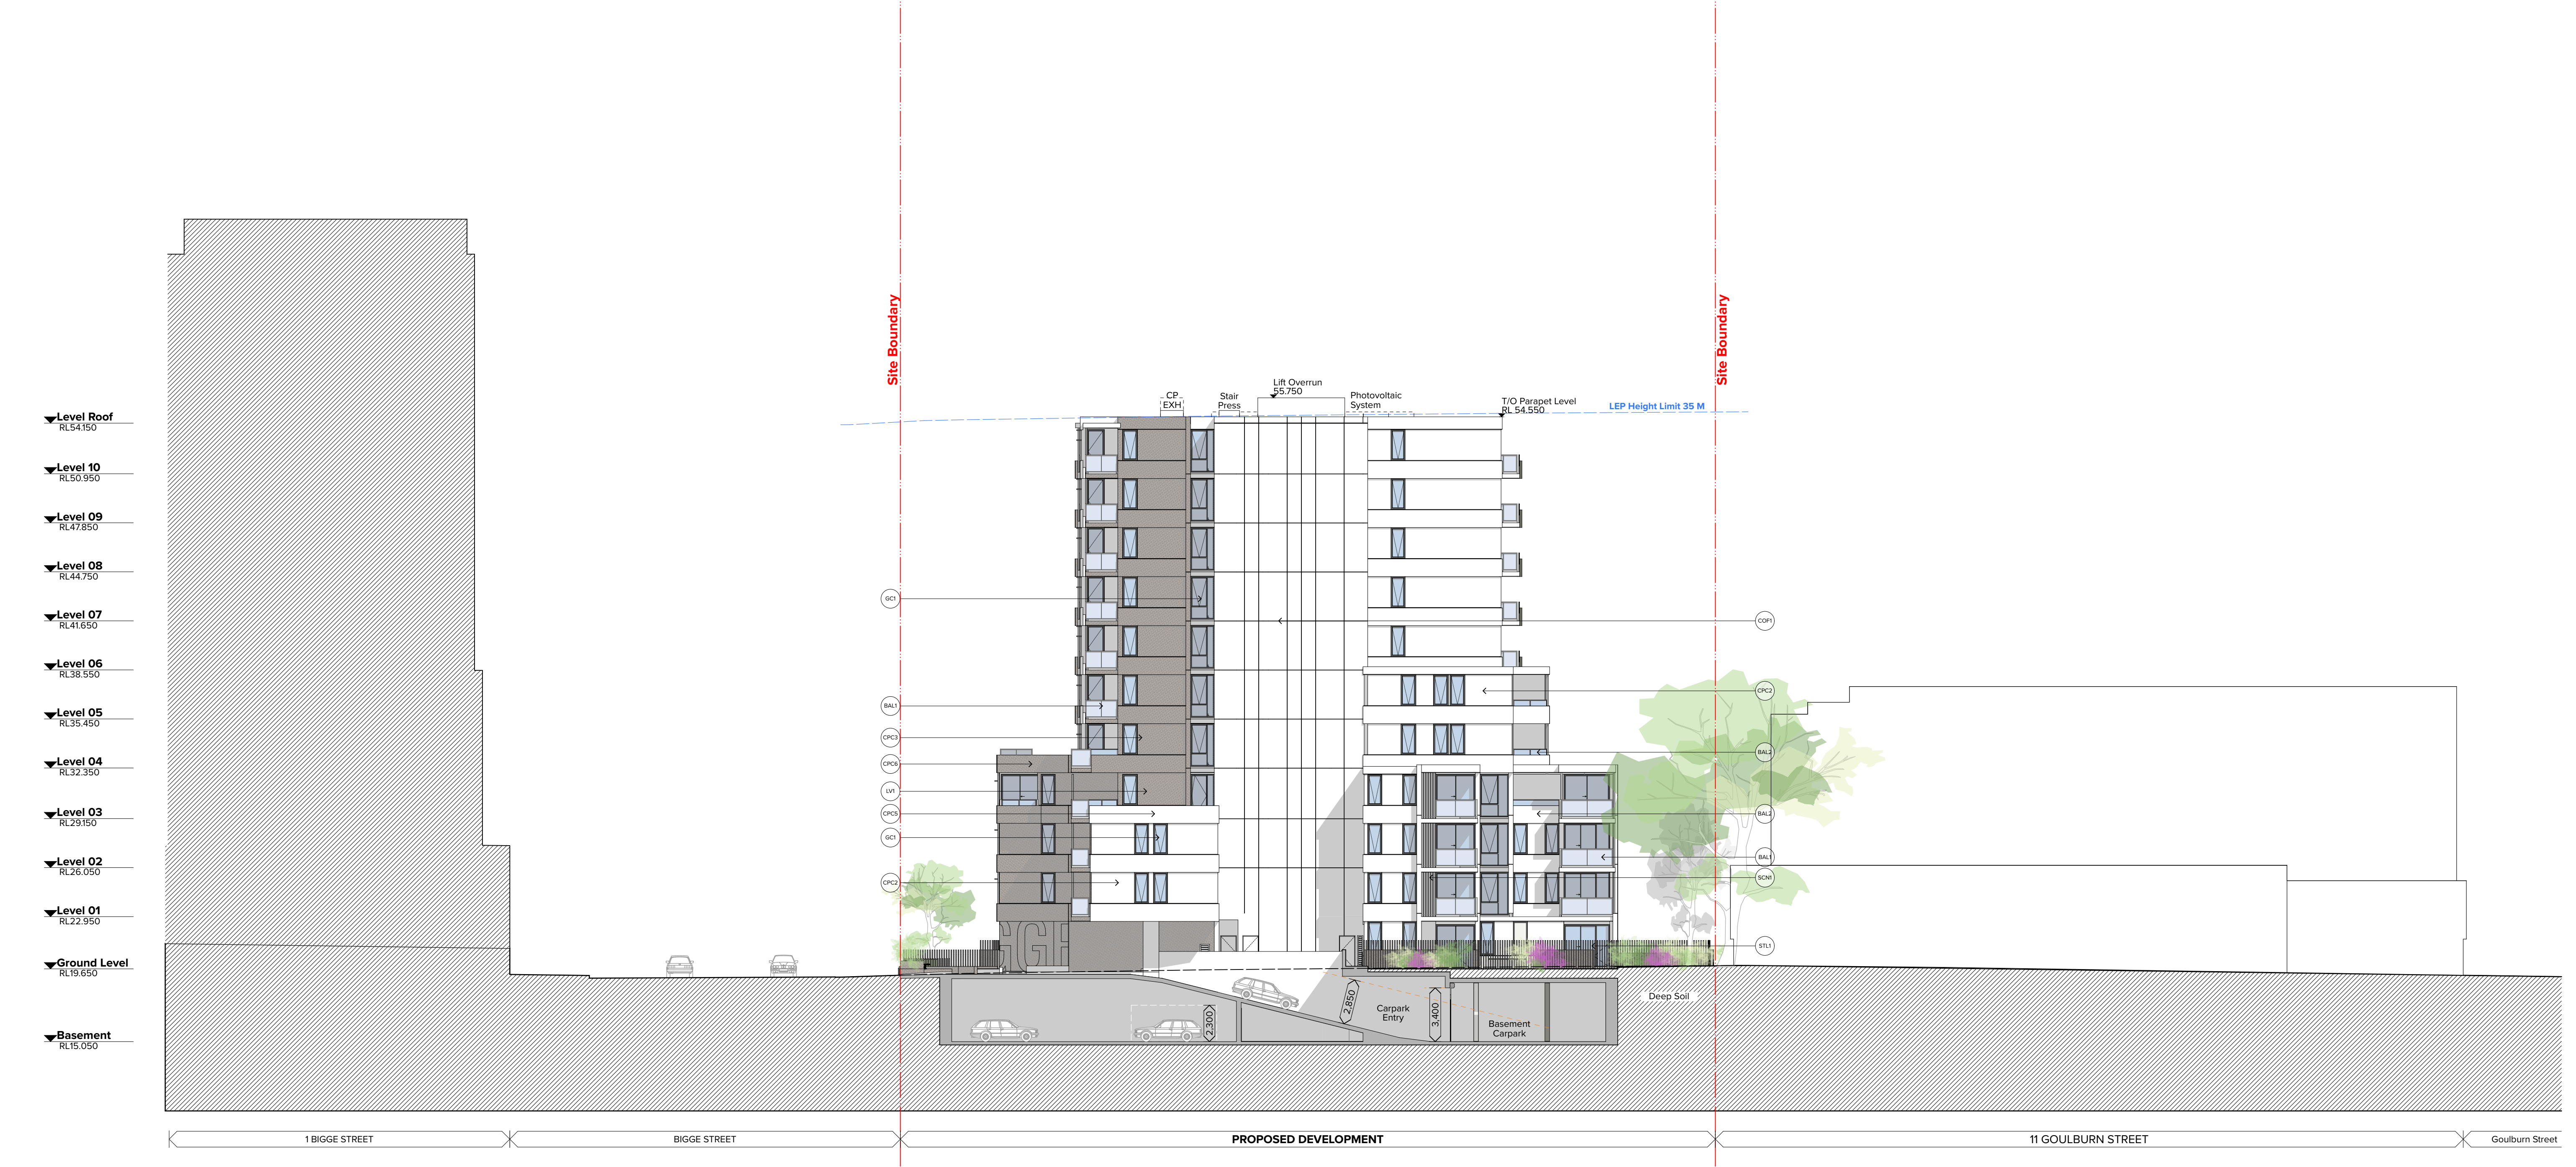 Site Boundary
Site Boundary
Lift Overrun
55.750
CP
EXH
Stair
Press
Photovoltaic
System
T/O Parapet Level
RL 54.550
LEP Height Limit 35 M
Level Roof
RL54.150
Level 10
RL50.950
Level 09
RL47.850
Level 08
RL44.750
Level 07
RL41.650
Level 06
RL38.550
Level 05
RL35.450
Level 04
RL32.350
Level 03
RL29.150
Level 02
RL26.050
Level 01
RL22.950
Ground Level
RL19.650
Basement
RL15.050
GC1
BAL1
CPC3
CPC6
LV1
CPC5
GC1
CPC2
COF1
CPC2
BAL2
BAL2
BAL1
SCN1
STL1
2,300
2,850
Carpark
Entry
3,400
Basement
Carpark
Deep Soil
1 BIGGE STREET
BIGGE STREET
PROPOSED DEVELOPMENT
11 GOULBURN STREET
Goulburn Street